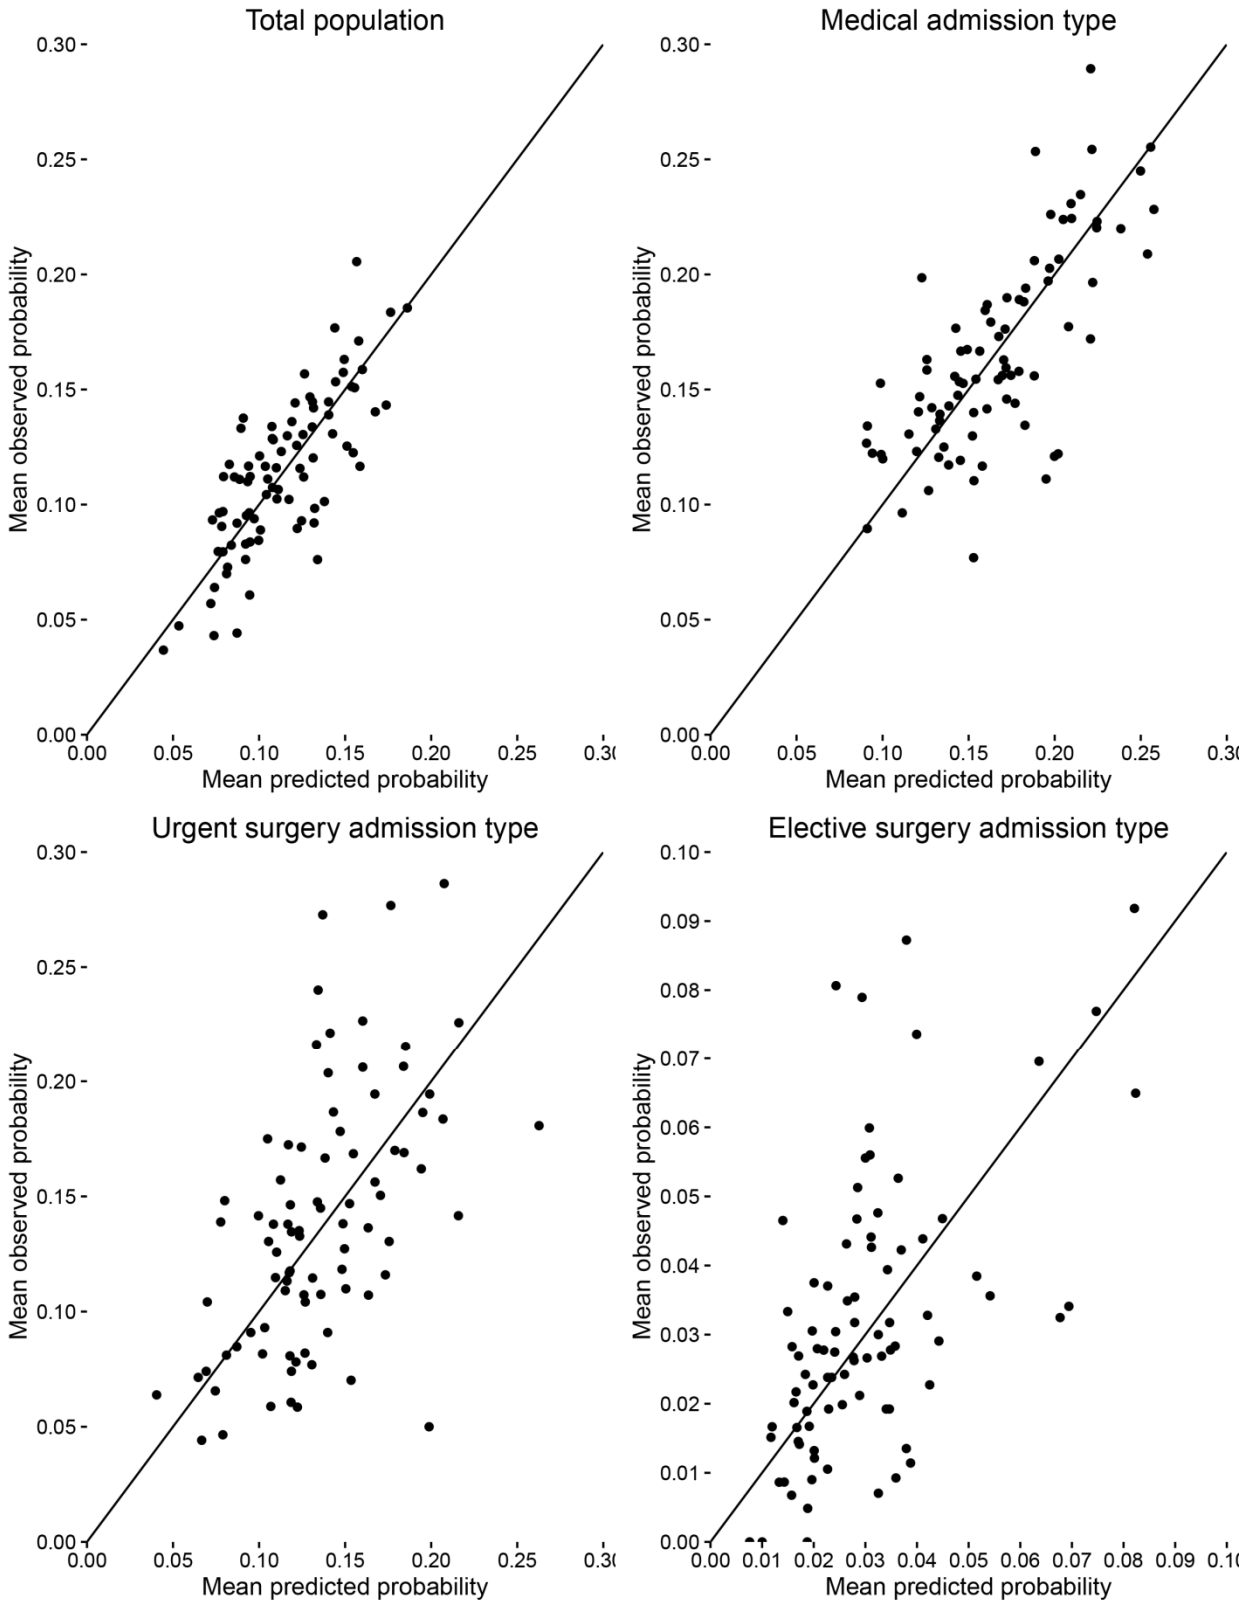 Total population
0.30
0.25
0.20
0.15
0.10
0.05
0.00
Mean observed probability
0.00 0.05 0.10 0.15 0.20 0.25 0.30
Mean predicted probability
Medical admission type
0.30
0.25
0.20
0.15
0.10
0.05
0.00
Mean observed probability
0.00 0.05 0.10 0.15 0.20 0.25 0.30
Mean predicted probability
Urgent surgery admission type
0.30
0.25
0.20
0.15
0.10
0.05
0.00
Mean observed probability
0.00 0.05 0.10 0.15 0.20 0.25 0.30
Mean predicted probability
Elective surgery admission type
0.10
0.09
0.08
0.07
0.06
0.05
0.04
0.03
0.02
0.01
0.00
Mean observed probability
0.00 0.01 0.02 0.03 0.04 0.05 0.06 0.07 0.08 0.09 0.10
Mean predicted probability